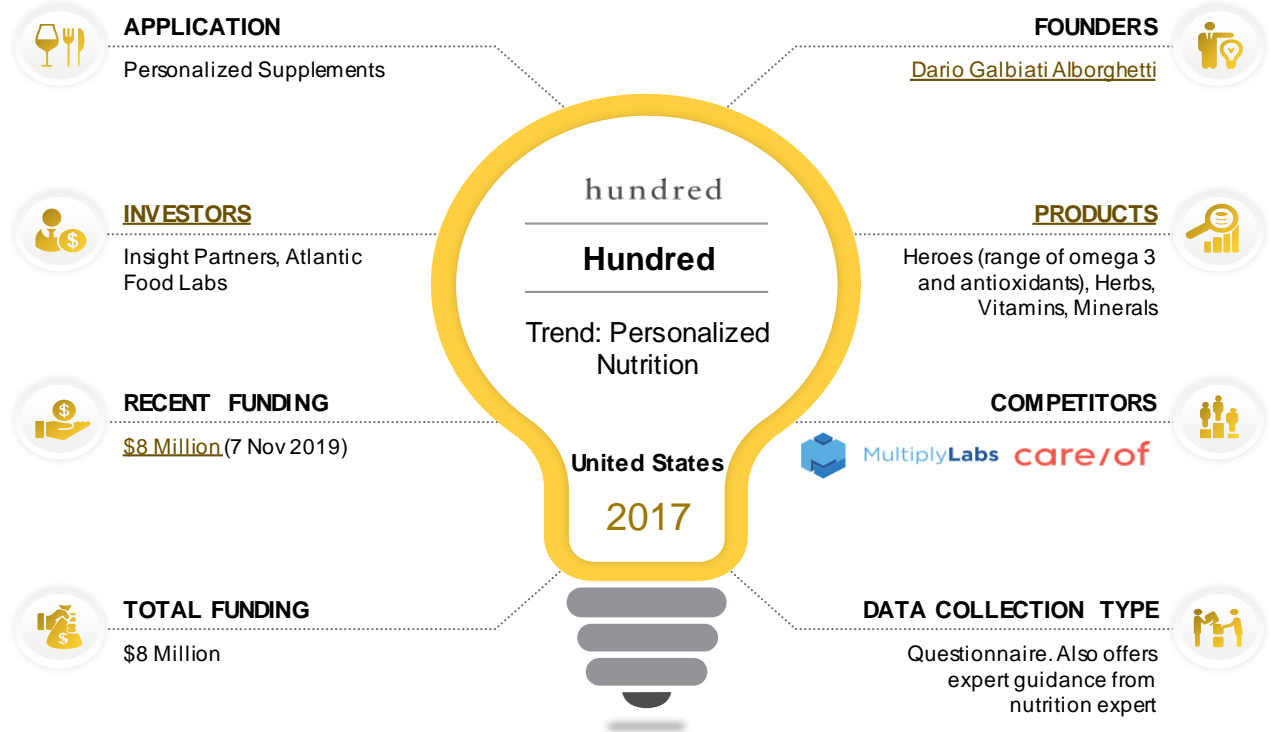 APPLICATION
Personalized Supplements
INVESTORS
Insight Partners, Atlantic
Food Labs
RECENT FUNDING
$8 Million (7 Nov 2019)
TOTAL FUNDING
$8 Million
hundred
Hundred
Trend: Personalized
Nutrition
United States
2017
FOUNDERS
Dario Galbiati Alborghetti
PRODUCTS
Heroes (range of omega 3
and antioxidants), Herbs,
Vitamins, Minerals
COMPETITORS
MultiplyLabs care/of
DATA COLLECTION TYPE
Questionnaire. Also offers
expert guidance from
nutrition expert